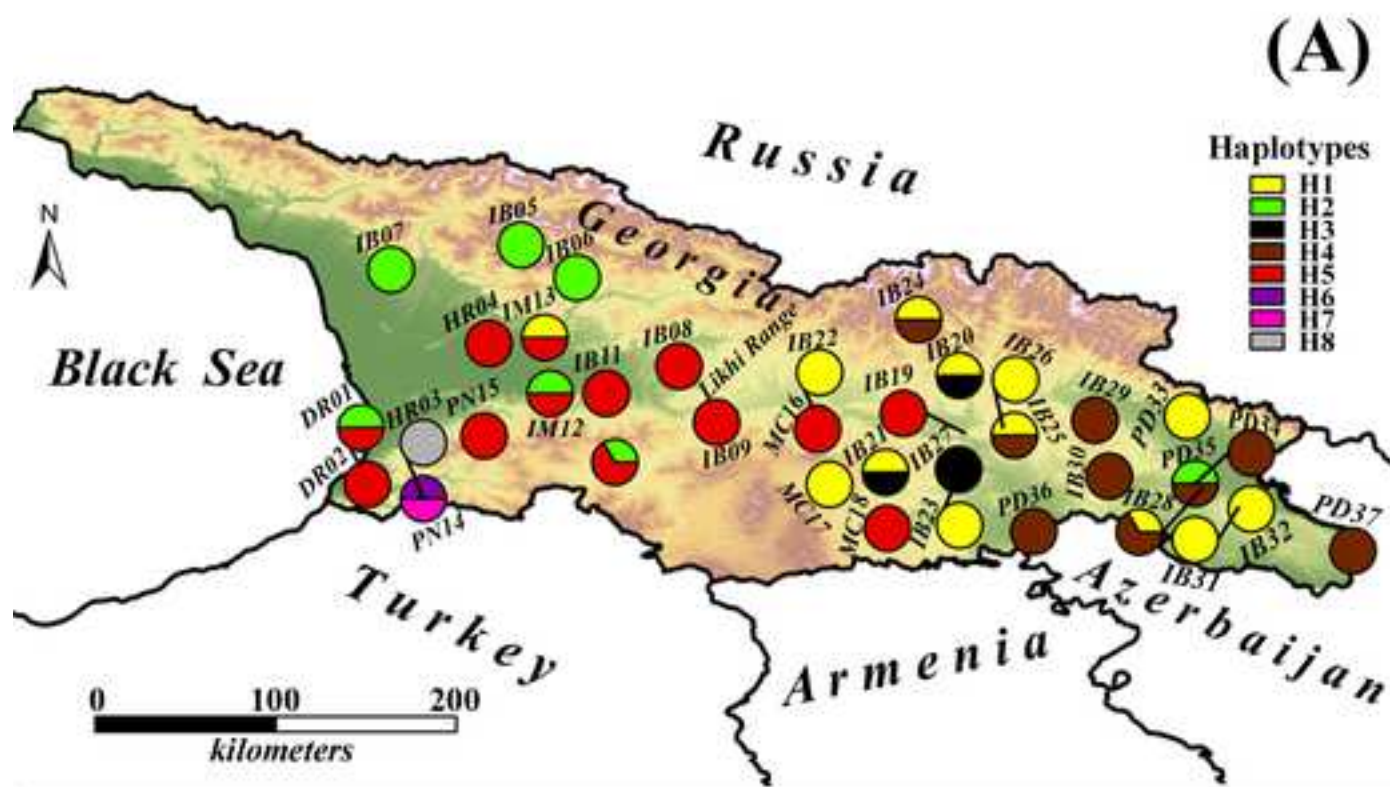 (A)
Russia
Haplotypes
H1
H2
H3
H4
H5
H6
H7
H8
N
Georgia
IB07
IB05
IB06
HR04
IM13
IB08
Likhi Range
IB22
IB24
IB20
IB26
Black Sea
DR01
HR03
PN15
IB11
IM12
IB09
MC16
IB19
IB25
IB29
PD33
PD34
DR02
PN14
MC17
IB21
IB27
IB30
PD35
MC18
IB23
PD36
IB28
IB31
IB32
PD37
Turkey
Armenia
Azerbaijan
0 100 200
kilometers